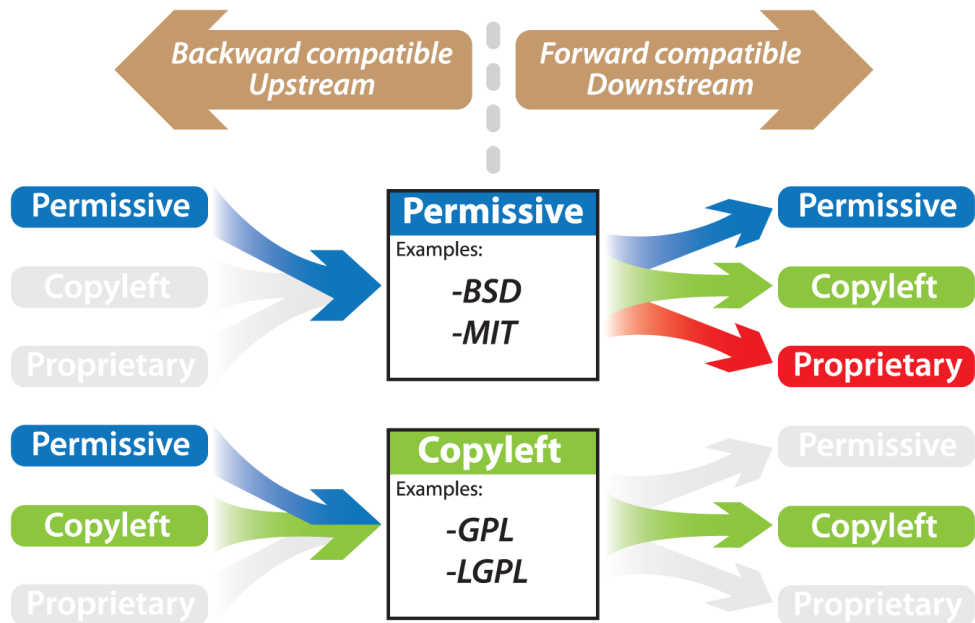 Backward compatible
Upstream
Forward compatible
Downstream
Permissive
Copyleft
Proprietary
Permissive
Examples:
-BSD
-MIT
Permissive
Copyleft
Proprietary
Permissive
Copyleft
Proprietary
Copyleft
Examples:
-GPL
-LGPL
Permissive
Copyleft
Proprietary